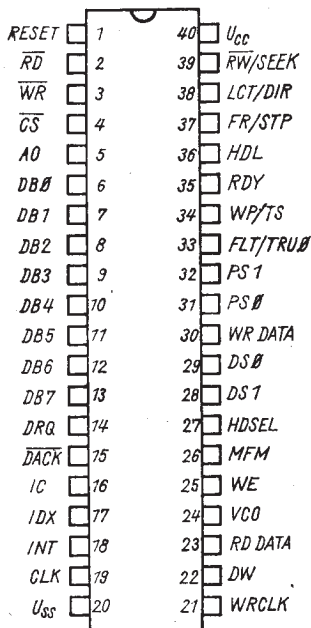 RESET 1 40 Ucc
RD 2 39 RW/SEEK
WR 3 38 LCT/DIR
CS 4 37 FR/STP
A0 5 36 HDL
DB0 6 35 RDY
DB1 7 34 WP/TS
DB2 8 33 FLT/TRU0
DB3 9 32 PS1
DB4 10 31 PS0
DB5 11 30 WR DATA
DB6 12 29 DS0
DB7 13 28 DS1
DRQ 14 27 HDSEL
DACK 15 26 MFM
IC 16 25 WE
IDX 17 24 VCO
INT 18 23 RD DATA
CLK 19 22 DW
Uss 20 21 WRCLK